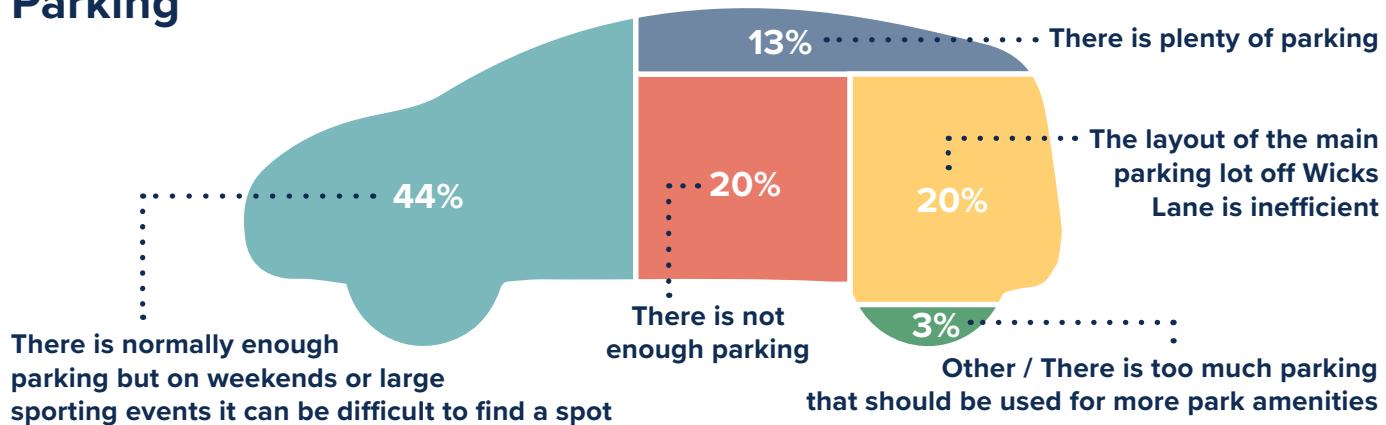 Parking
13%
There is plenty of parking
The layout of the main
parking lot off Wicks
Lane is inefficient
44%
20%
20%
There is normally enough
parking but on weekends or large
sporting events it can be difficult to find a spot
There is not
enough parking
3%
Other / There is too much parking
that should be used for more park amenities